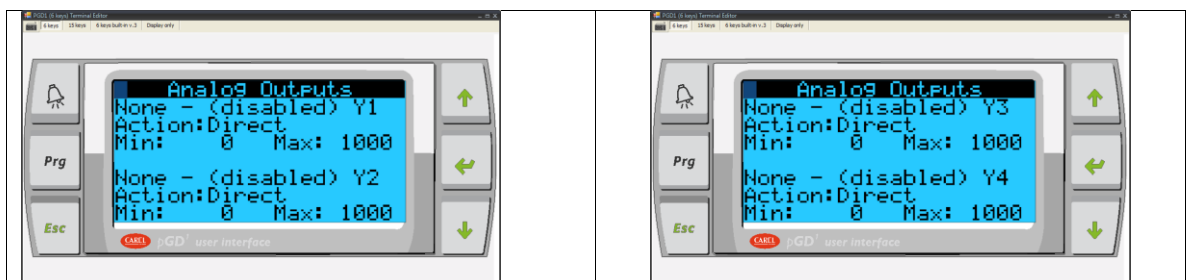 PGD1 (6 keys) Terminal Editor
6 keys 15 keys 6 keys built-in v.3 Display only
Analog Outputs
None - (disabled) Y1
Action:Direct
Min: 0 Max: 1000
None - (disabled) Y2
Action:Direct
Min: 0 Max: 1000
Prg
Esc
CAREL pGD¹ user interface
PGD1 (6 keys) Terminal Editor
6 keys 15 keys 6 keys built-in v.3 Display only
Analog Outputs
None - (disabled) Y3
Action:Direct
Min: 0 Max: 1000
None - (disabled) Y4
Action:Direct
Min: 0 Max: 1000
Prg
Esc
CAREL pGD¹ user interface